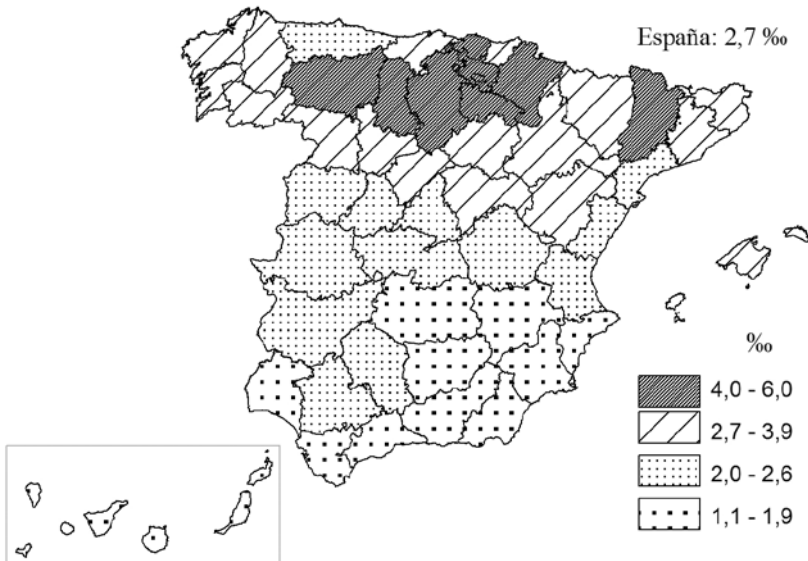 España: 2,7 ‰
‰
4,0 - 6,0
2,7 - 3,9
2,0 - 2,6
1,1 - 1,9